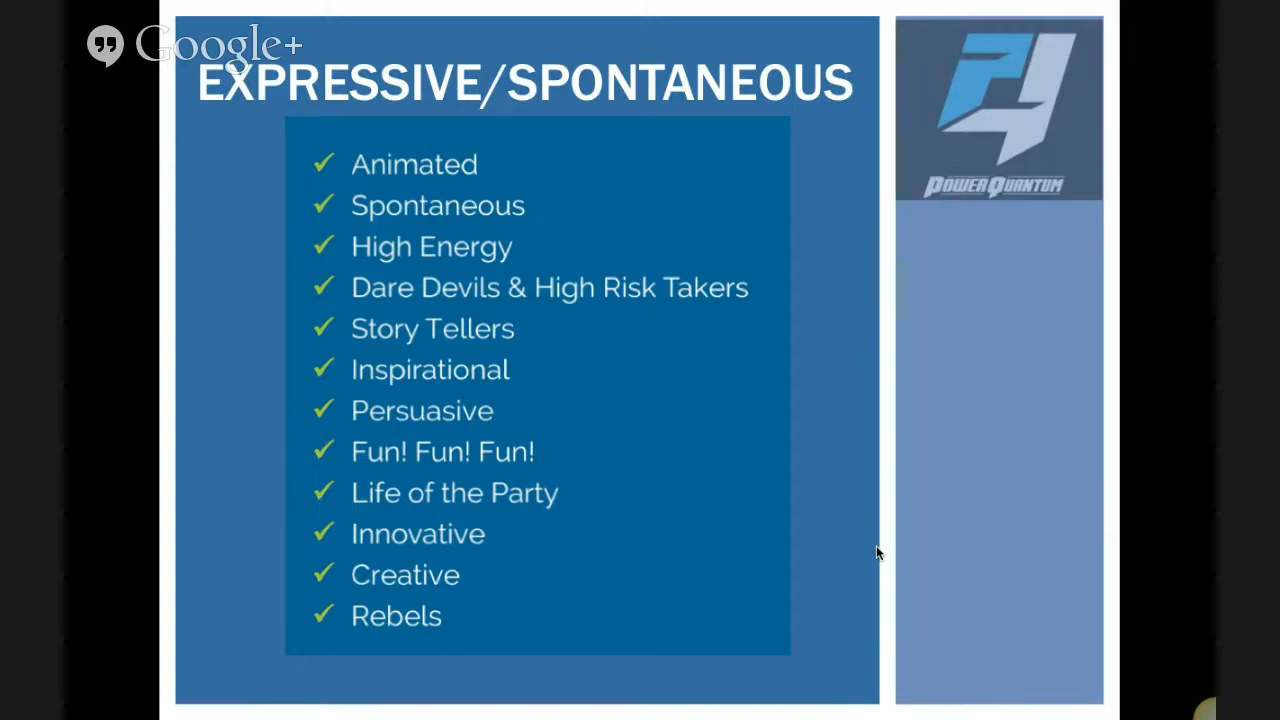 Google+
EXPRESSIVE/SPONTANEOUS
✓ Animated
✓ Spontaneous
✓ High Energy
✓ Dare Devils & High Risk Takers
✓ Story Tellers
✓ Inspirational
✓ Persuasive
✓ Fun! Fun! Fun!
✓ Life of the Party
✓ Innovative
✓ Creative
✓ Rebels
POWERQUANTUM